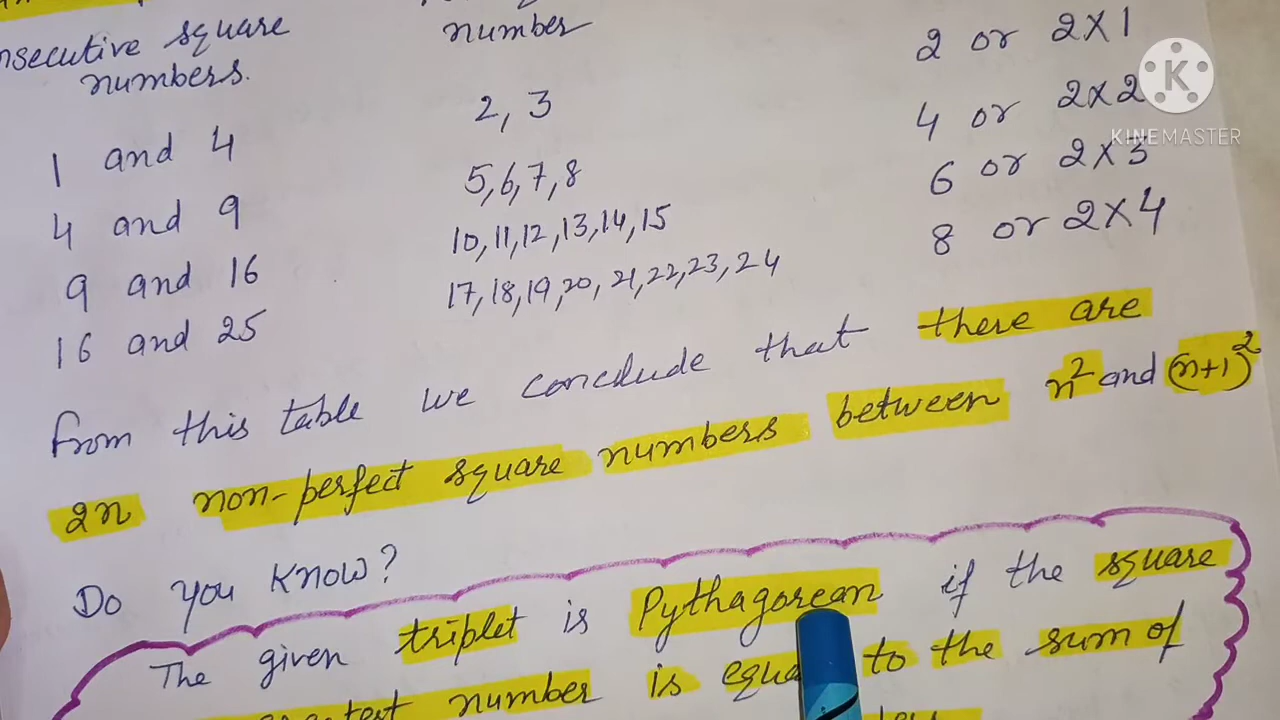 square
numbers.
number
2 or 2×1
1 and 4 2, 3 4 or 2×2
4 and 9 5,6,7,8 6 or 2×3
9 and 16 10,11,12,13,14,15 8 or 2×4
16 and 25 17,18,19,20,21,22,23,24
KINEMASTER
from this table we conclude that there are
2n non-perfect square numbers between n² and (n+1)²
Do you know?
The given triplet is Pythagorean if the square
number is to the sum of